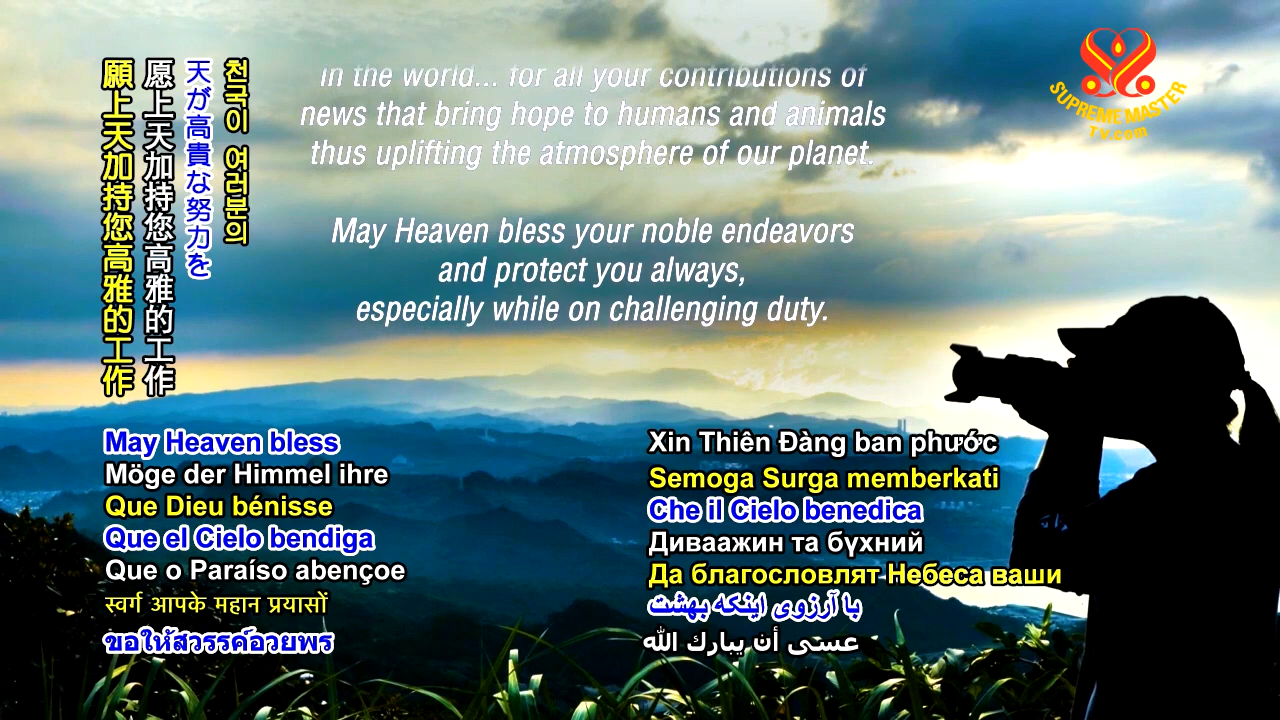 in the world... for all your contributions of
news that bring hope to humans and animals
thus uplifting the atmosphere of our planet.
May Heaven bless your noble endeavors
and protect you always,
especially while on challenging duty.
SUPREME MASTER
TV.com
천국이 여러분의
天が高貴な努力を
愿上天加持您高雅的工作
願上天加持您高雅的工作
May Heaven bless
Möge der Himmel ihre
Que Dieu bénisse
Que el Cielo bendiga
Que o Paraíso abençoe
स्वर्ग आपके महान प्रयासों
ขอให้สวรรค์อวยพร
Xin Thiên Đàng ban phước
Semoga Surga memberkati
Che il Cielo benedica
Диваажин та бүхний
Да благословлят Небеса ваши
با آرزوی اینکه بهشت
عسى أن يبارك الله